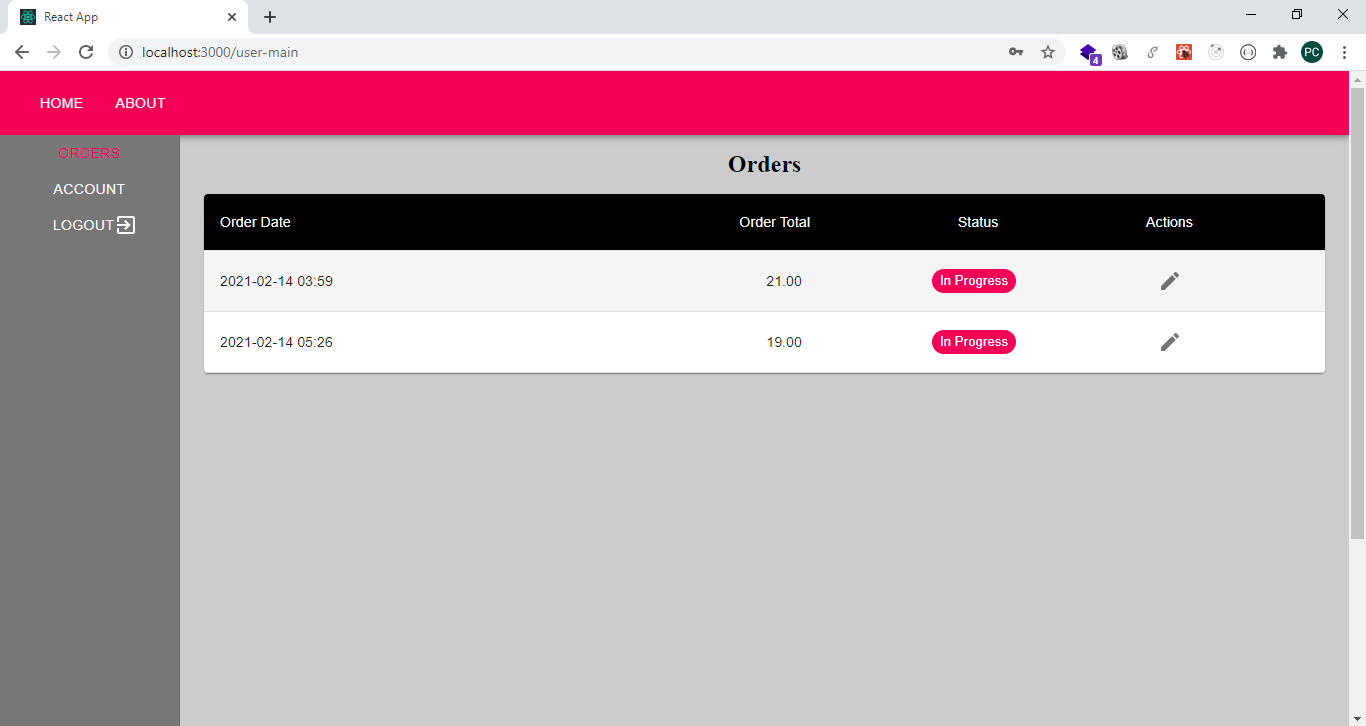 React App
localhost:3000/user-main
4
PC
HOME ABOUT
ORDERS
ACCOUNT
LOGOUT
Orders
Order Date Order Total Status Actions
2021-02-14 03:59 21.00 In Progress
2021-02-14 05:26 19.00 In Progress